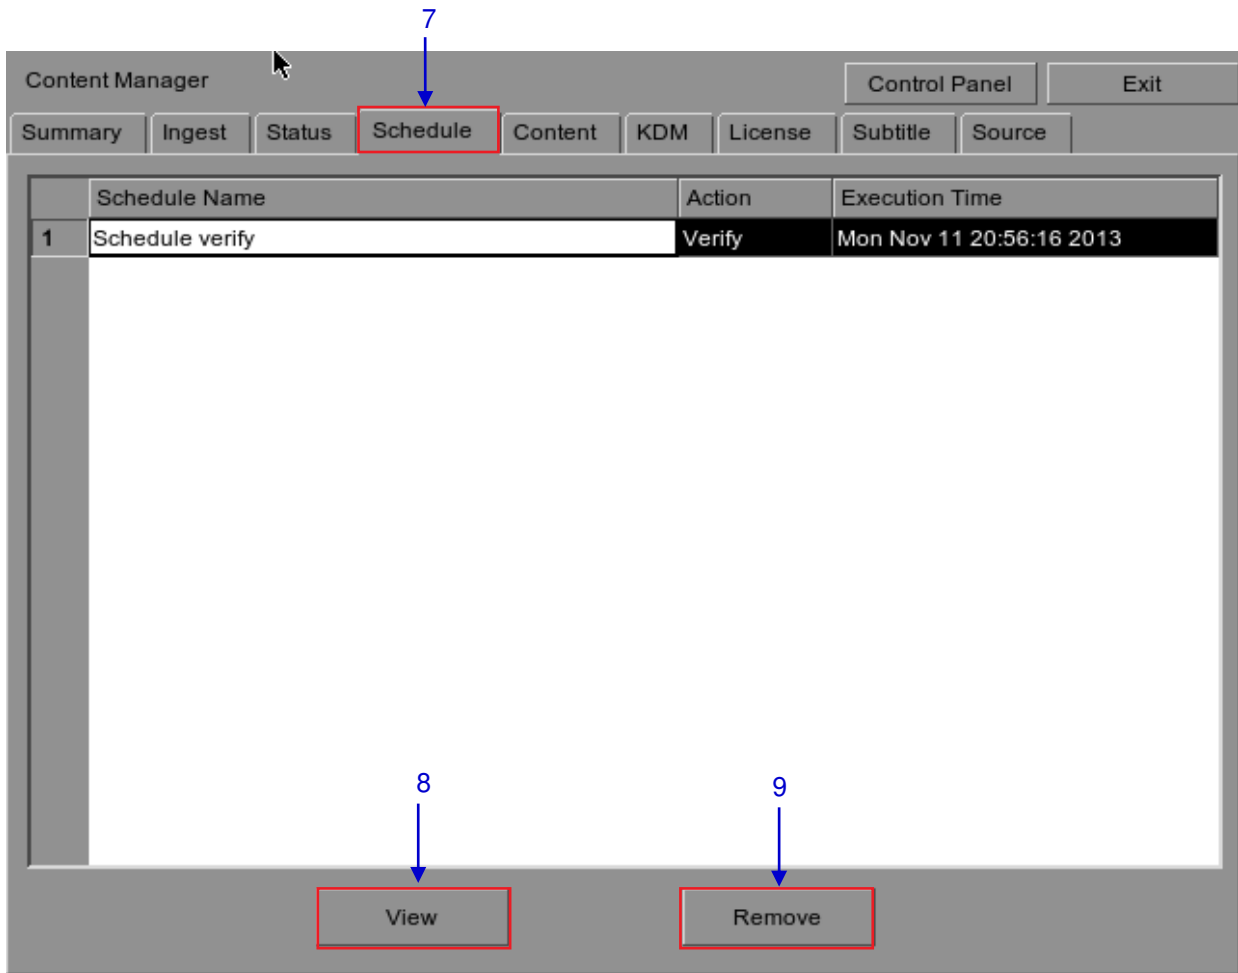 7
Content Manager Control Panel Exit
Summary Ingest Status Schedule Content KDM License Subtitle Source
Schedule Name Action Execution Time
1 Schedule verify Verify Mon Nov 11 20:56:16 2013
8 9
View Remove